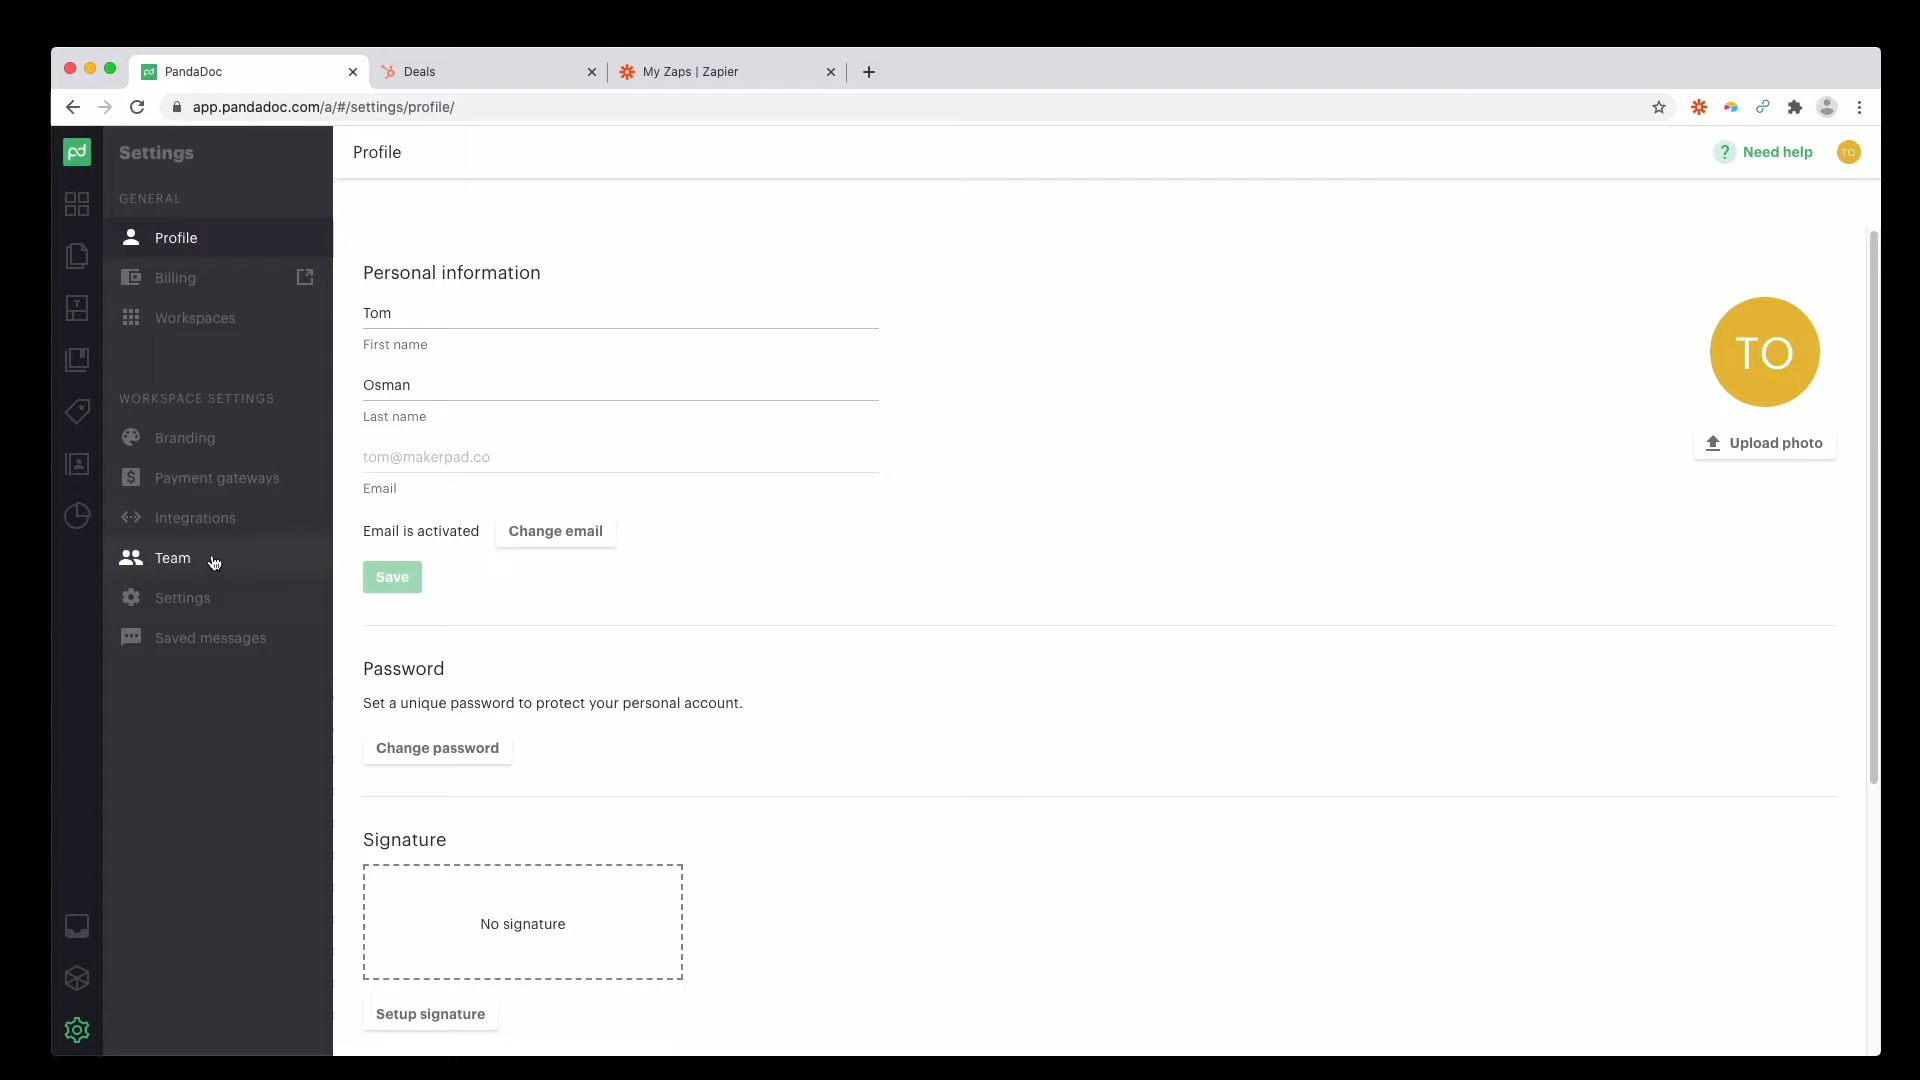 PandaDoc
Deals
My Zaps | Zapier
app.pandadoc.com/a/#/settings/profile/
pd
Settings
Profile
? Need help
TO
GENERAL
Profile
Billing
Workspaces
WORKSPACE SETTINGS
Branding
Payment gateways
Integrations
Team
Settings
Saved messages
Personal information
Tom
First name
Osman
Last name
tom@makerpad.co
Email
Email is activated Change email
Save
TO
Upload photo
Password
Set a unique password to protect your personal account.
Change password
Signature
No signature
Setup signature